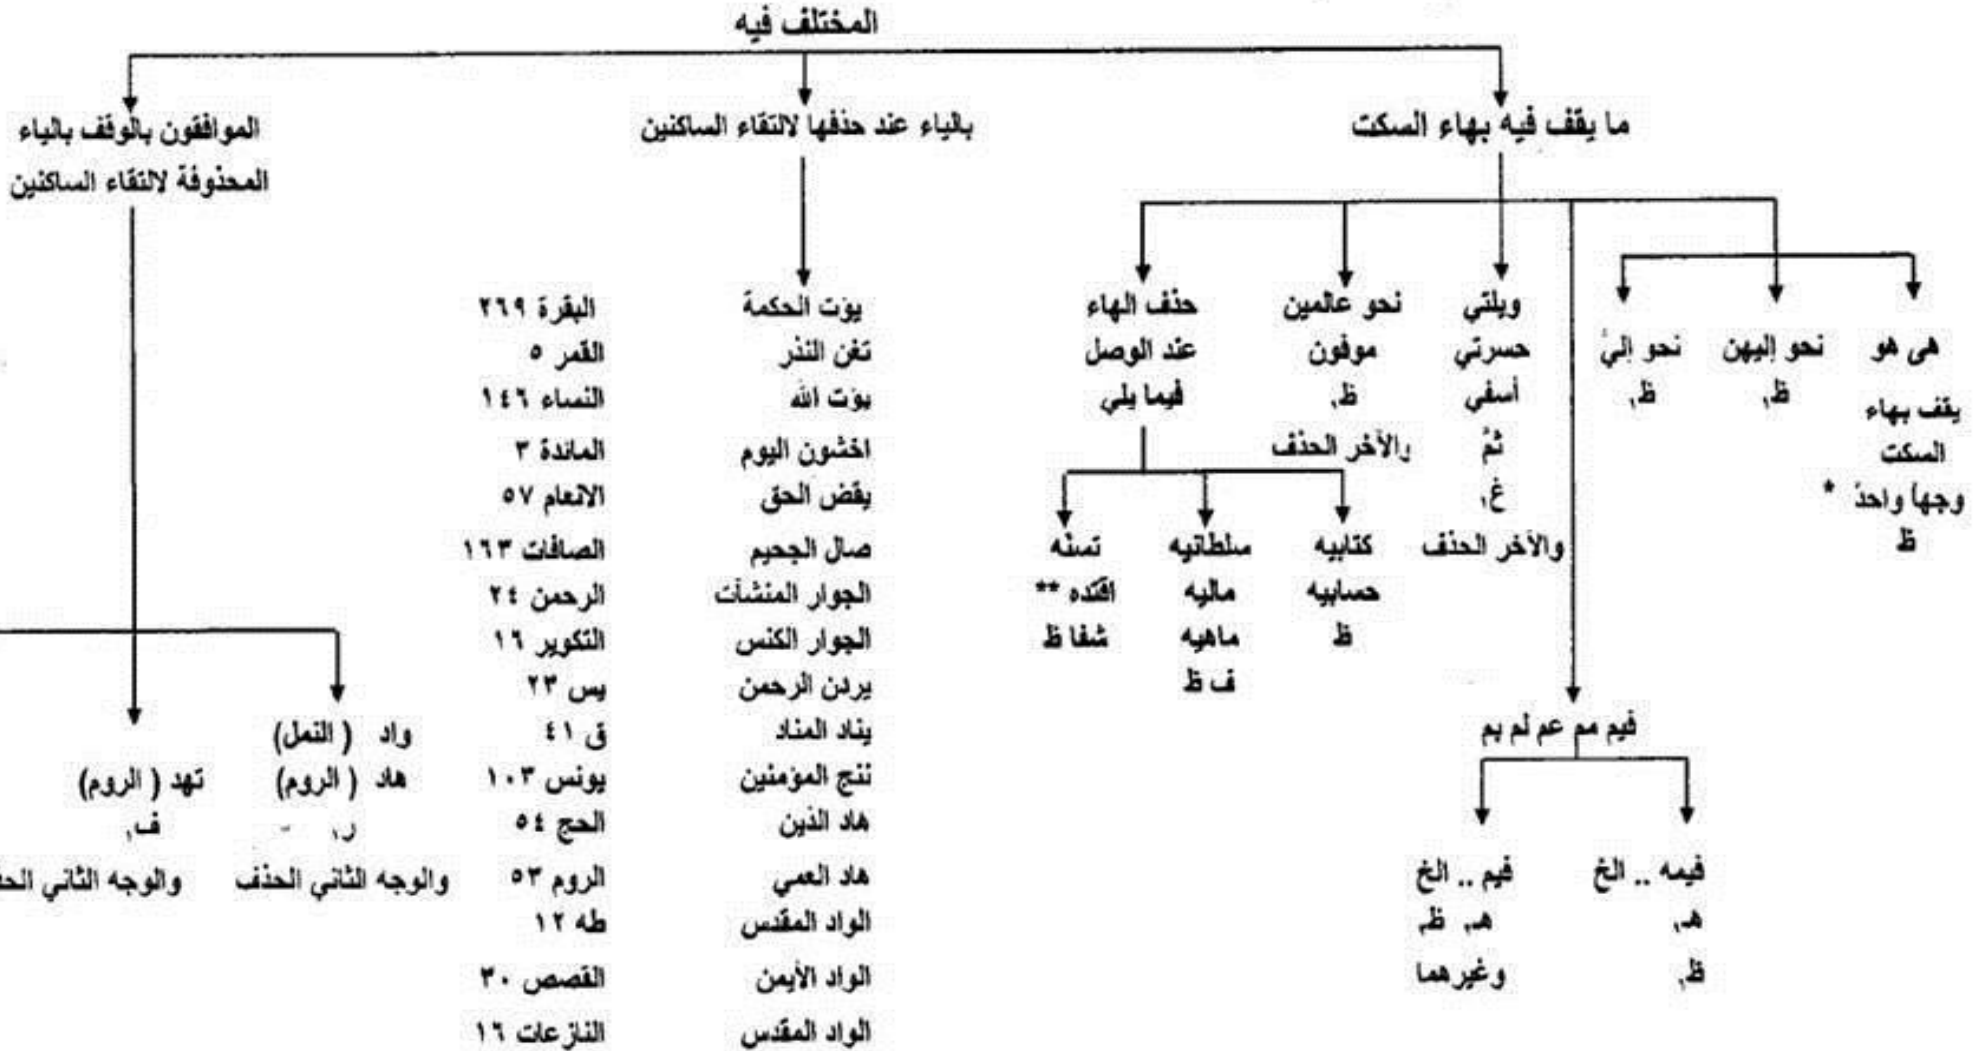 المختلف فيه
ما يقف فيه بهاء السكت
بالياء عند حذفها لالتقاء الساكنين
الموافقون بالوقف بالياء
المحذوفة لالتقاء الساكنين
هى هو
يقف بهاء
السكت
وجها واحد *
ظ
نحو إليهن
ظ,
نحو إليَّ
ظ,
ويلتي
حسرتي
أسفي
ثمَّ
غ,
والآخر الحذف
نحو عالمين
موفون
ظ,
والآخر الحذف
حذف الهاء
عند الوصل
فيما يلي
كتابيه
حسابيه
ظ
سلطانيه
ماليه
ماهيه
ف ظ
تسنه
اقتده **
شفا ظ
فيم مم عم لم بم
فيمه .. الخ
هـ,
ظ,
فيم .. الخ
هـ, ظ,
وغيرهما
يؤت الحكمة البقرة ٢٦٩
تغن النذر القمر ٥
يؤت الله النساء ١٤٦
اخشون اليوم المائدة ٣
يقض الحق الانعام ٥٧
صال الجحيم الصافات ١٦٣
الجوار المنشآت الرحمن ٢٤
الجوار الكنس التكوير ١٦
يردن الرحمن يس ٢٣
يناد المناد ق ٤١
ننج المؤمنين يونس ١٠٣
هاد الذين الحج ٥٤
هاد العمي الروم ٥٣
الواد المقدس طه ١٢
الواد الأيمن القصص ٣٠
الواد المقدس النازعات ١٦
واد ( النمل)
هاد ( الروم)
ر,
والوجه الثاني الحذف
تهد ( الروم)
ف,
والوجه الثاني الحذ